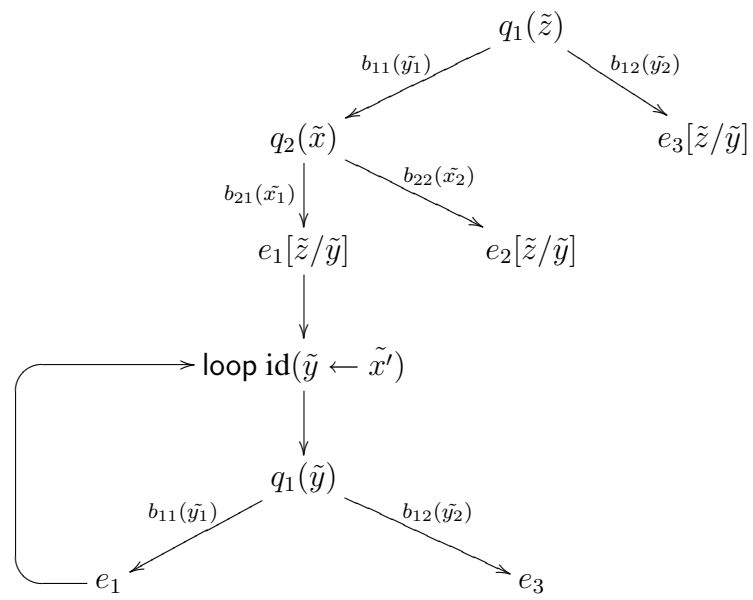 q₁(z̃)
b₁₁(ỹ₁) b₁₂(ỹ₂)
q₂(x̃) e₃[z̃/ỹ]
b₂₁(x̃₁) b₂₂(x̃₂)
e₁[z̃/ỹ] e₂[z̃/ỹ]
loop id(ỹ ← x̃′)
q₁(ỹ)
b₁₁(ỹ₁) b₁₂(ỹ₂)
e₁ e₃